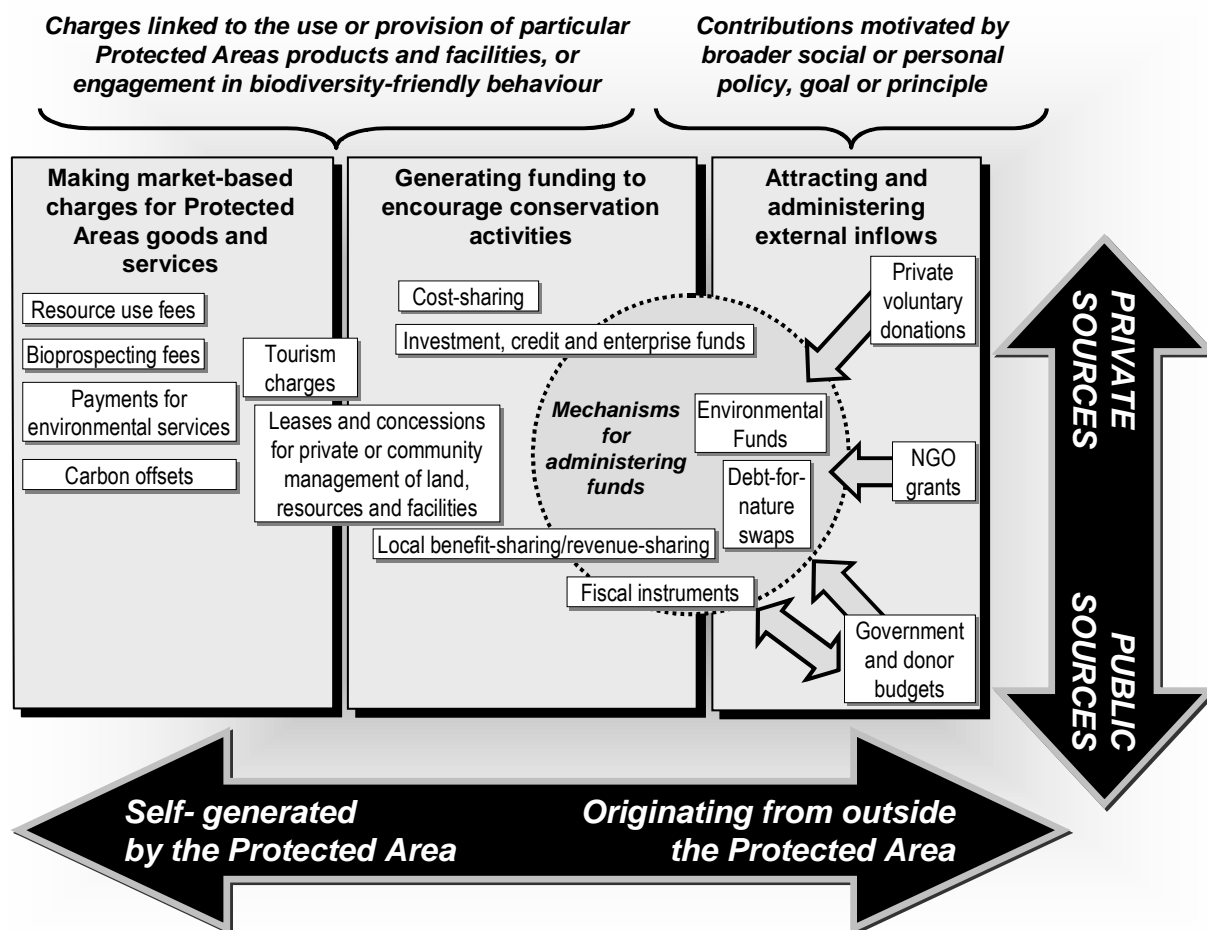 Charges linked to the use or provision of particular
Protected Areas products and facilities, or
engagement in biodiversity-friendly behaviour
Contributions motivated by
broader social or personal
policy, goal or principle
Making market-based
charges for Protected
Areas goods and
services
Resource use fees
Bioprospecting fees
Payments for
environmental services
Carbon offsets
Tourism
charges
Leases and concessions
for private or community
management of land,
resources and facilities
Generating funding to
encourage conservation
activities
Cost-sharing
Investment, credit and enterprise funds
Mechanisms
for
administering
funds
Local benefit-sharing/revenue-sharing
Fiscal instruments
Attracting and
administering
external inflows
Private
voluntary
donations
Environmental
Funds
Debt-for-
nature
swaps
NGO
grants
Government
and donor
budgets
PRIVATE
SOURCES
PUBLIC
SOURCES
Self- generated
by the Protected Area
Originating from outside
the Protected Area